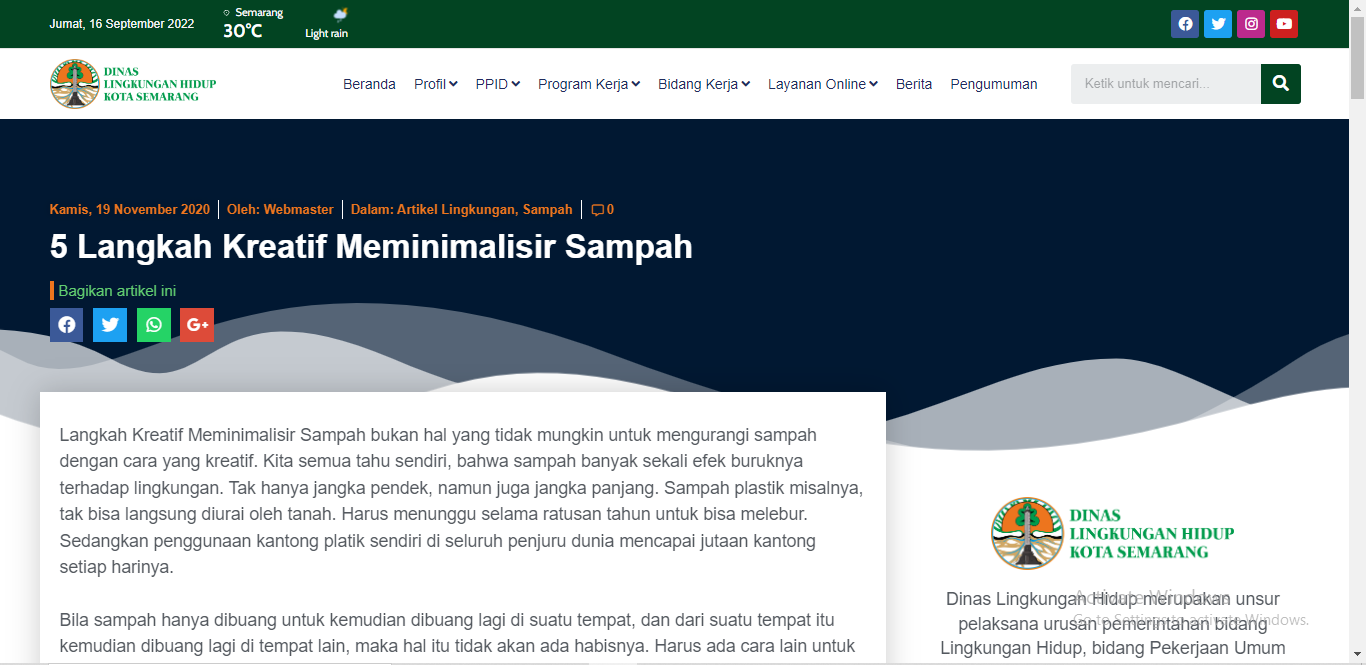 Jumat, 16 September 2022
Semarang
30°C
Light rain
DINAS
LINGKUNGAN HIDUP
KOTA SEMARANG
Beranda Profil PPID Program Kerja Bidang Kerja Layanan Online Berita Pengumuman
Ketik untuk mencari...
Kamis, 19 November 2020 Oleh: Webmaster Dalam: Artikel Lingkungan, Sampah 0
5 Langkah Kreatif Meminimalisir Sampah
Bagikan artikel ini
G+
Langkah Kreatif Meminimalisir Sampah bukan hal yang tidak mungkin untuk mengurangi sampah
dengan cara yang kreatif. Kita semua tahu sendiri, bahwa sampah banyak sekali efek buruknya
terhadap lingkungan. Tak hanya jangka pendek, namun juga jangka panjang. Sampah plastik misalnya,
tak bisa langsung diurai oleh tanah. Harus menunggu selama ratusan tahun untuk bisa melebur.
Sedangkan penggunaan kantong platik sendiri di seluruh penjuru dunia mencapai jutaan kantong
setiap harinya.
Bila sampah hanya dibuang untuk kemudian dibuang lagi di suatu tempat, dan dari suatu tempat itu
kemudian dibuang lagi di tempat lain, maka hal itu tidak akan ada habisnya. Harus ada cara lain untuk
DINAS
LINGKUNGAN HIDUP
KOTA SEMARANG
Dinas Lingkungan Hidup merupakan unsur
pelaksana urusan pemerintahan bidang
Lingkungan Hidup, bidang Pekerjaan Umum
Activate Windows
Go to Settings to activate Windows.